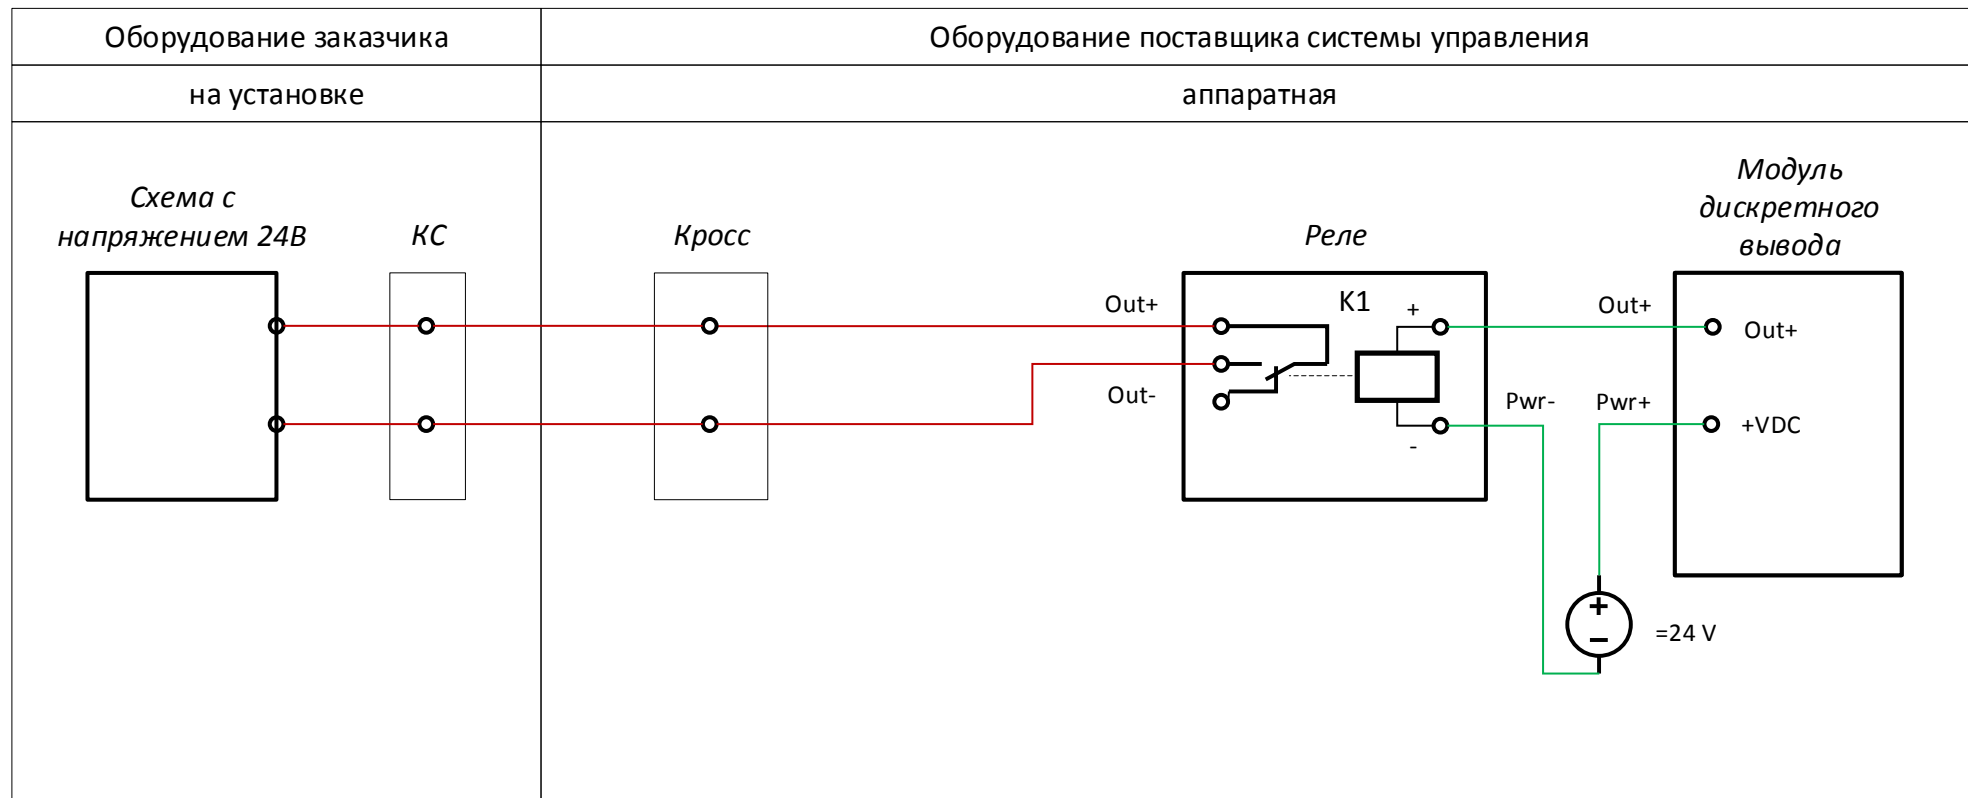 Оборудование заказчика
Оборудование поставщика системы управления
на установке
аппаратная
Схема с
напряжением 24В
КС
Кросс
Реле
Модуль
дискретного
вывода
Out+
K1
+
Out+
Out+
Out-
Pwr-
Pwr+
+VDC
-
=24 V